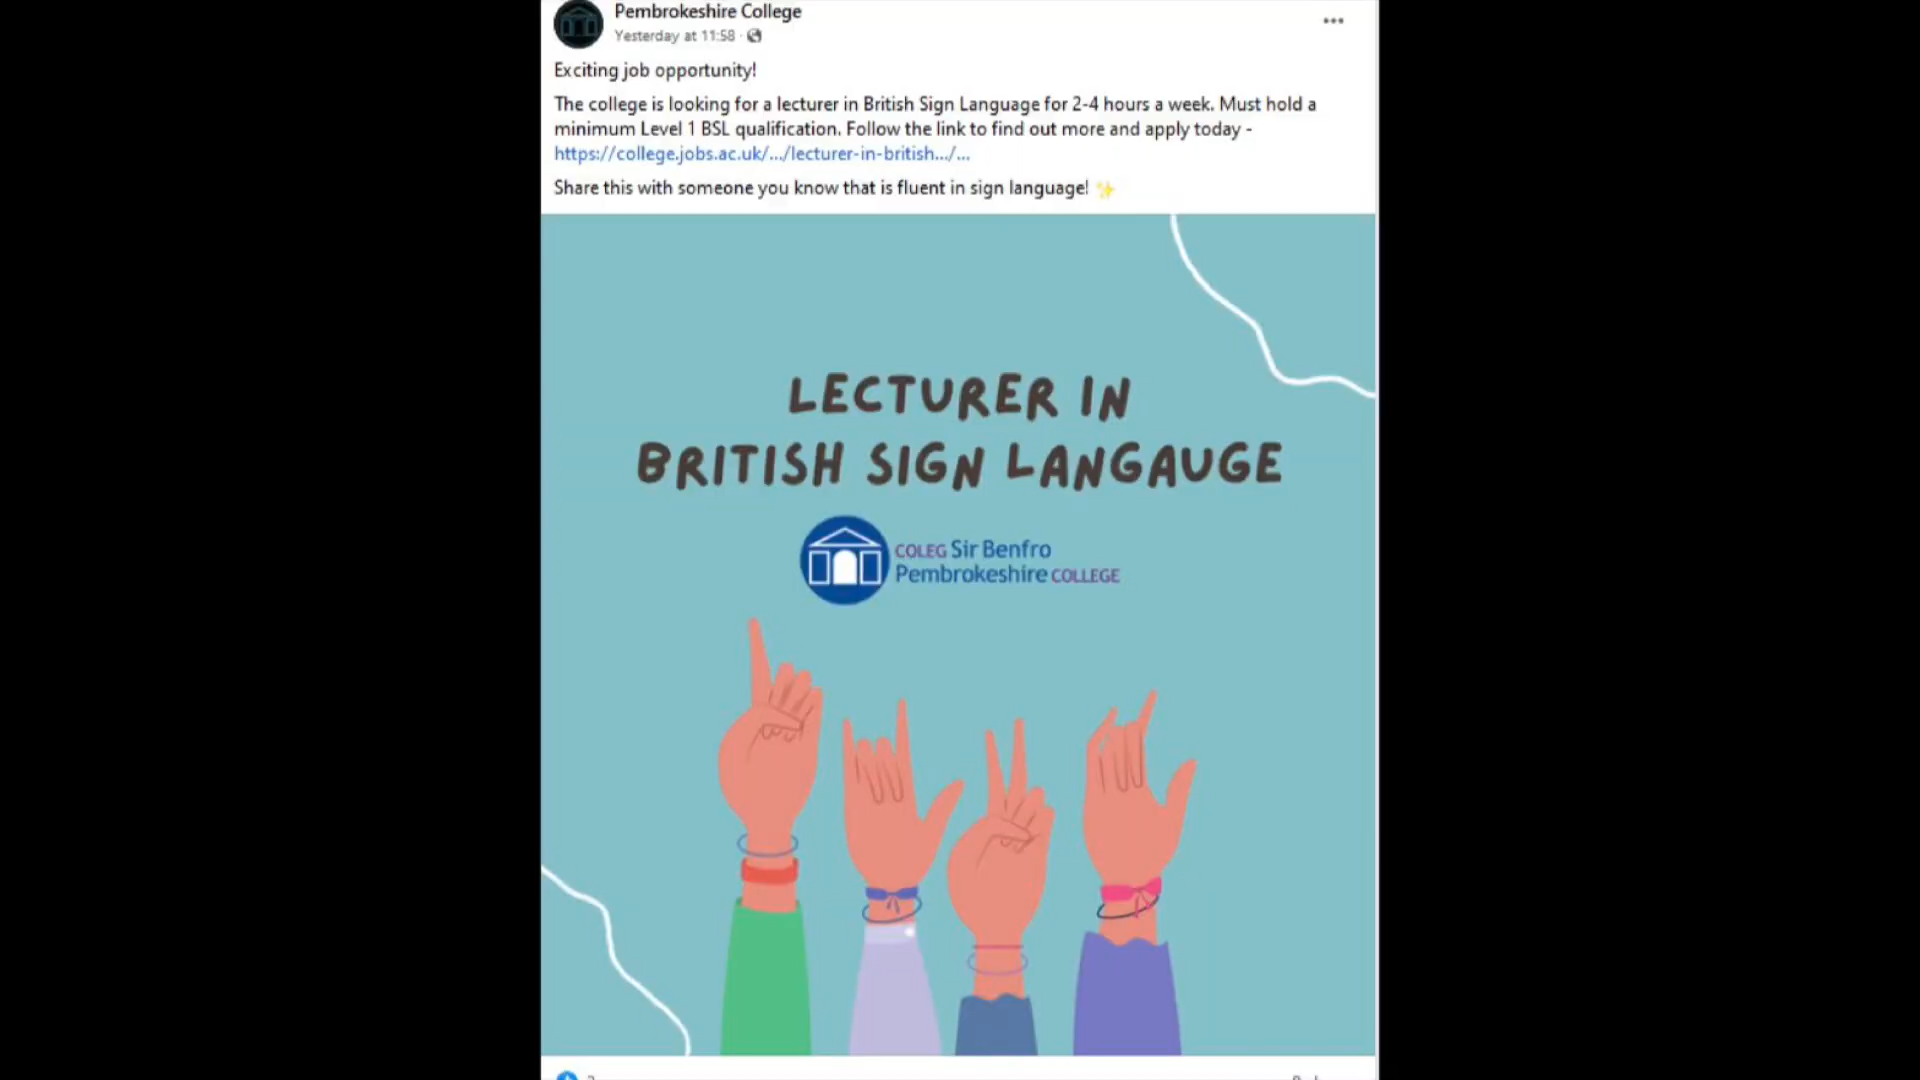 Pembrokeshire College
Yesterday at 11:58 ·
Exciting job opportunity!
The college is looking for a lecturer in British Sign Language for 2-4 hours a week. Must hold a
minimum Level 1 BSL qualification. Follow the link to find out more and apply today -
https://college.jobs.ac.uk/.../lecturer-in-british.../...
Share this with someone you know that is fluent in sign language! ✨
LECTURER IN
BRITISH SIGN LANGAUGE
COLEG Sir Benfro
Pembrokeshire COLLEGE